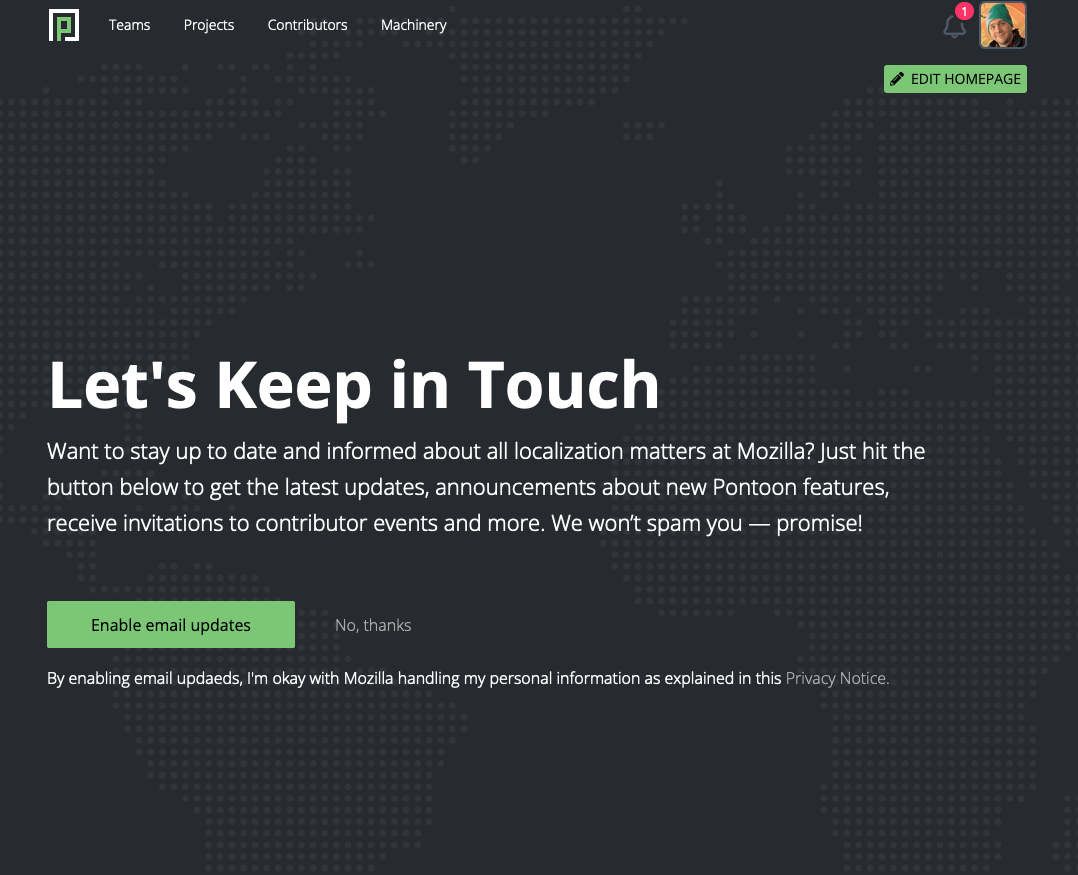 Teams Projects Contributors Machinery 1
EDIT HOMEPAGE
Let's Keep in Touch
Want to stay up to date and informed about all localization matters at Mozilla? Just hit the
button below to get the latest updates, announcements about new Pontoon features,
receive invitations to contributor events and more. We won’t spam you — promise!
Enable email updates No, thanks
By enabling email updaeds, I'm okay with Mozilla handling my personal information as explained in this Privacy Notice.